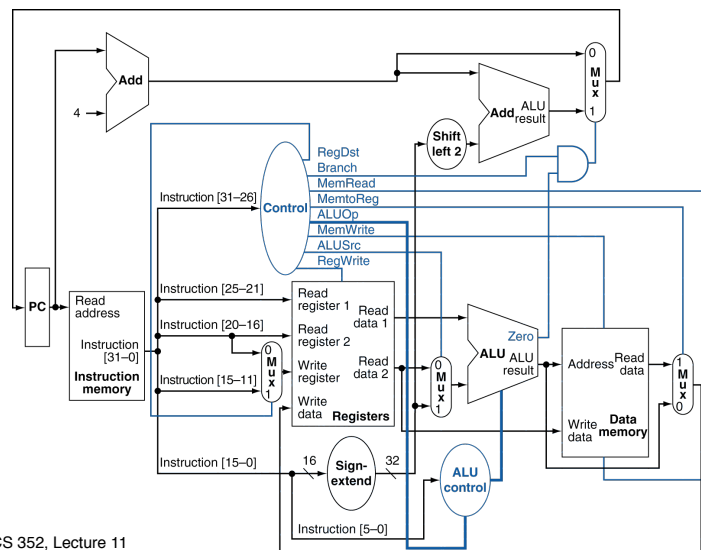 Add
4
0
M
u
x
1
Add
ALU
result
Shift
left 2
RegDst
Branch
MemRead
MemtoReg
ALUOp
MemWrite
ALUSrc
RegWrite
Control
Instruction [31–26]
Instruction [25–21]
Instruction [20–16]
Instruction [15–11]
Instruction [15–0]
Instruction [5–0]
PC
Read
address
Instruction
[31–0]
Instruction
memory
0
M
u
x
1
Read
register 1
Read
register 2
Write
register
Write
data
Read
data 1
Read
data 2
Registers
0
M
u
x
1
Zero
ALU
ALU
result
Address
Read
data
Write
data
Data
memory
1
M
u
x
0
16
Sign-
extend
32
ALU
control
CS 352, Lecture 11